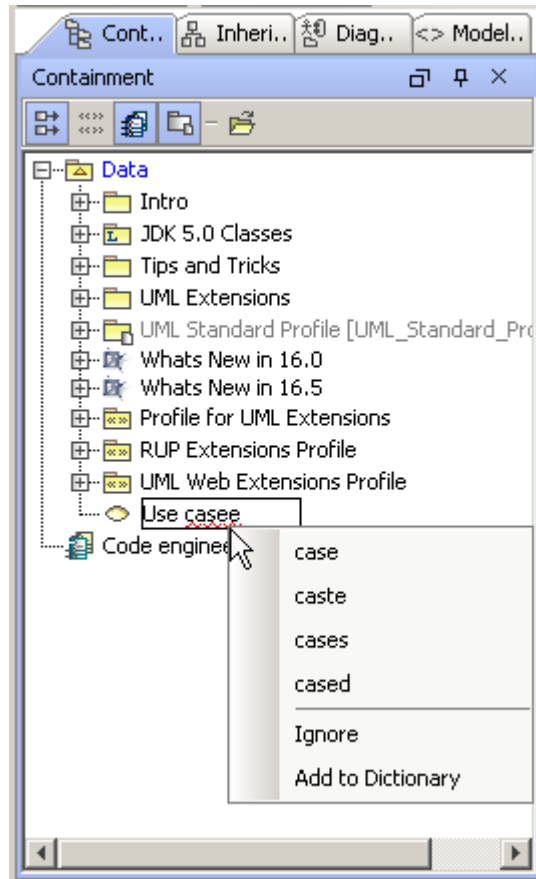 Cont.. Inheri.. Diag.. <> Model..
Containment
Data
Intro
JDK 5.0 Classes
Tips and Tricks
UML Extensions
UML Standard Profile [UML_Standard_Pro
Whats New in 16.0
Whats New in 16.5
Profile for UML Extensions
RUP Extensions Profile
UML Web Extensions Profile
Use casee
Code enginee
case
caste
cases
cased
Ignore
Add to Dictionary